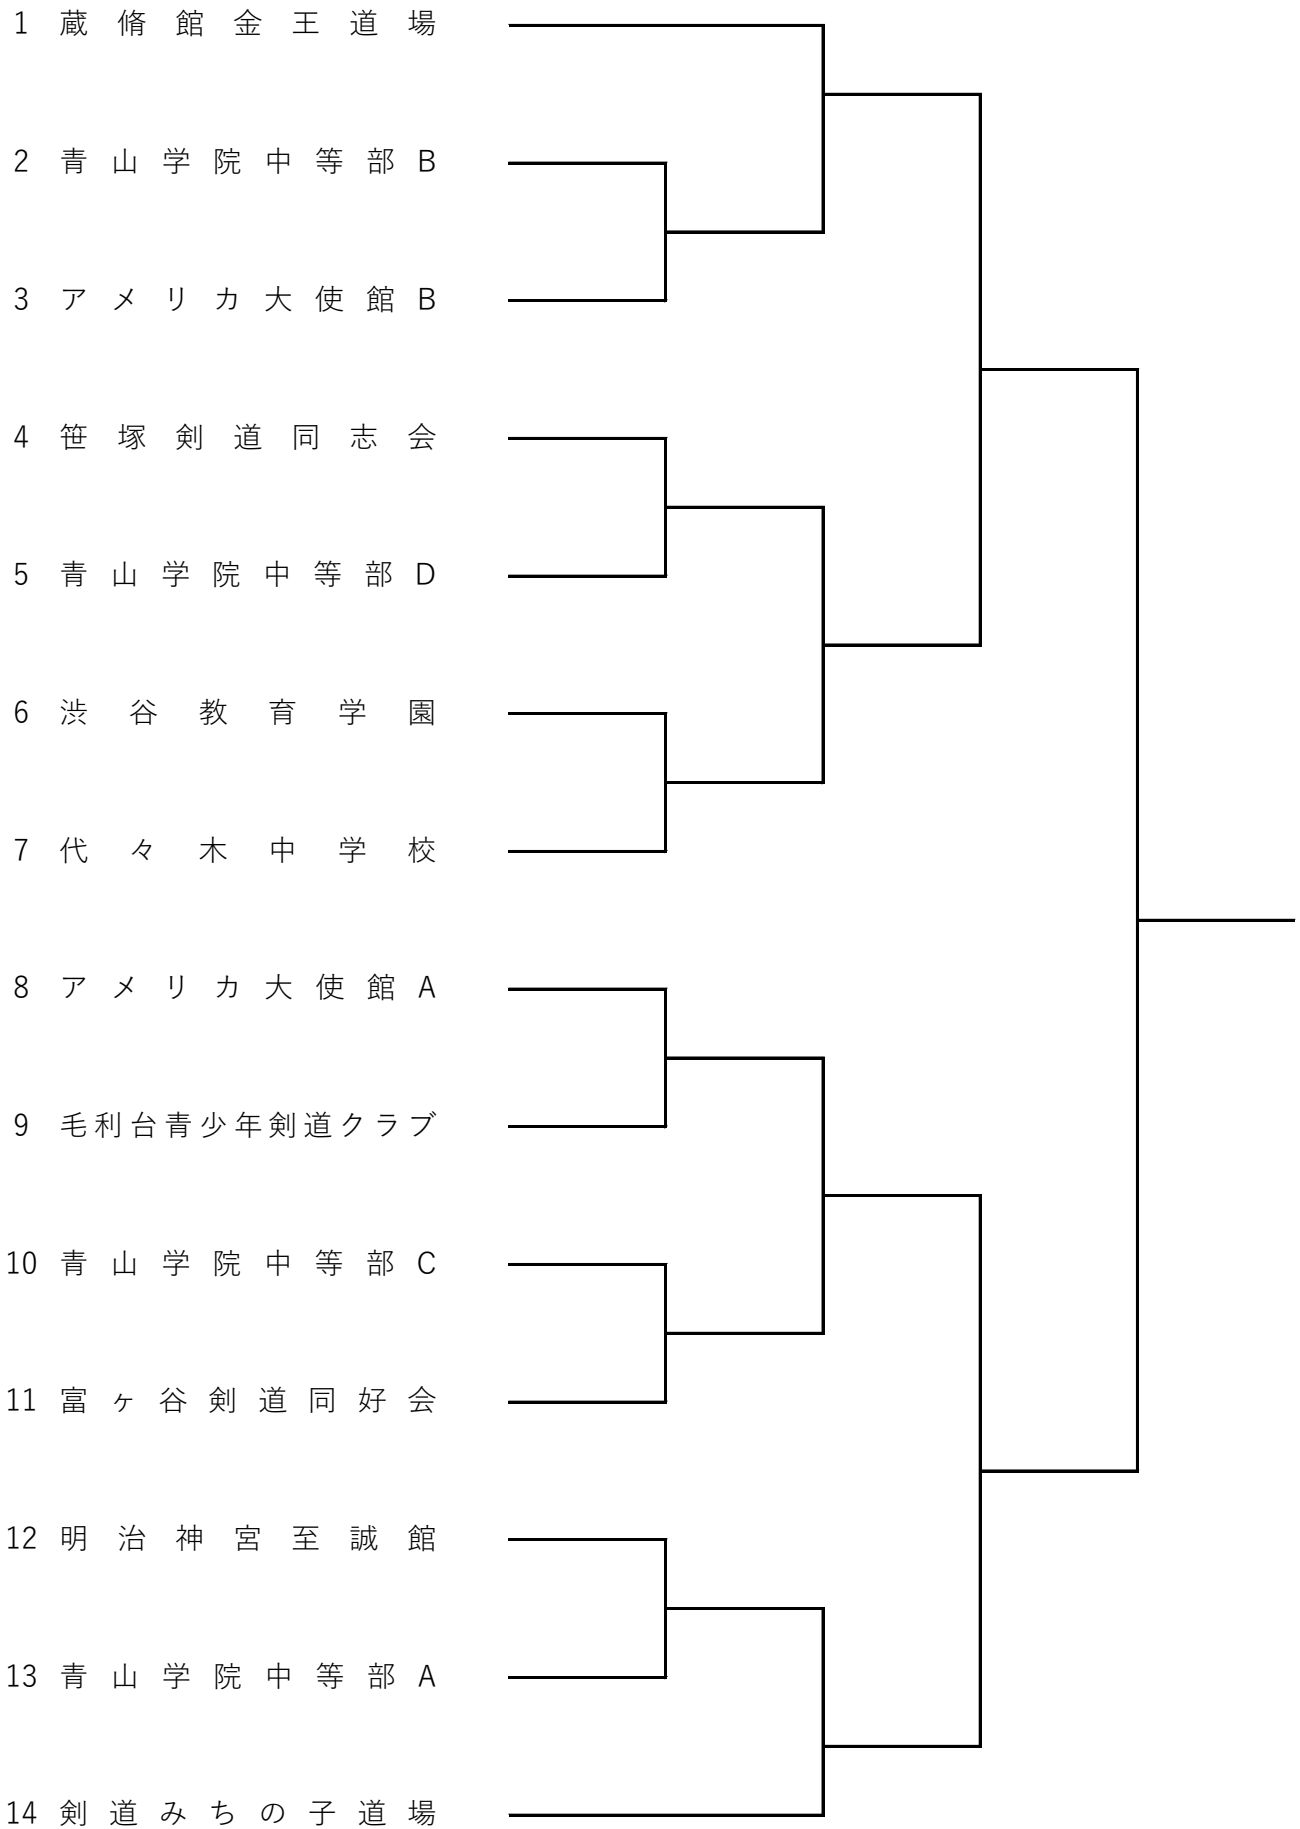 1 蔵脩館金王道場
2 青山学院中等部B
3 アメリカ大使館B
4 笹塚剣道同志会
5 青山学院中等部D
6 渋谷教育学園
7 代々木中学校
8 アメリカ大使館A
9 毛利台青少年剣道クラブ
10 青山学院中等部C
11 富ヶ谷剣道同好会
12 明治神宮至誠館
13 青山学院中等部A
14 剣道みちの子道場